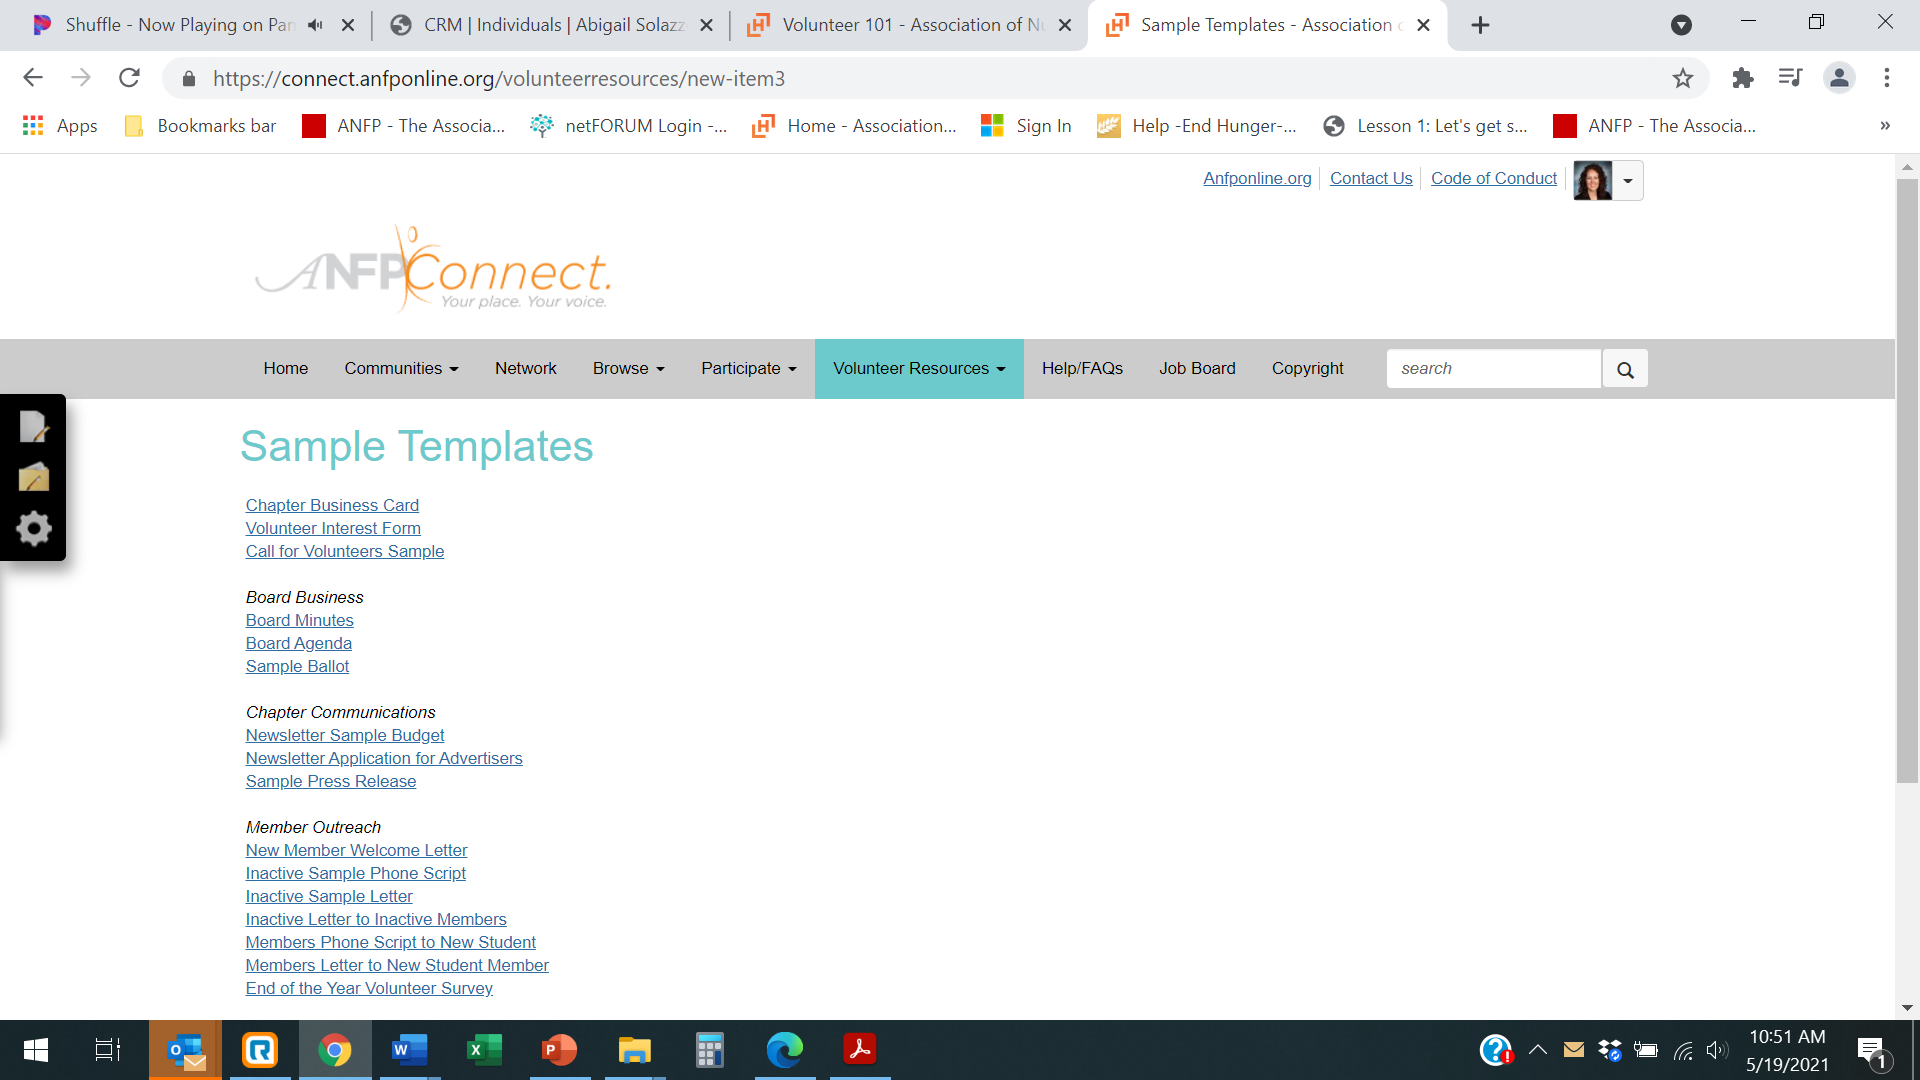 Shuffle - Now Playing on Pan
CRM | Individuals | Abigail Solazz
Volunteer 101 - Association of Nu
Sample Templates - Association o
https://connect.anfponline.org/volunteerresources/new-item3
Apps
Bookmarks bar
ANFP - The Associa...
netFORUM Login -...
Home - Association...
Sign In
Help -End Hunger-...
Lesson 1: Let's get s...
ANFP - The Associa...
»
Anfponline.org
Contact Us
Code of Conduct
ANFPConnect.
Your place. Your voice.
Home
Communities
Network
Browse
Participate
Volunteer Resources
Help/FAQs
Job Board
Copyright
search
Sample Templates
Chapter Business Card
Volunteer Interest Form
Call for Volunteers Sample
Board Business
Board Minutes
Board Agenda
Sample Ballot
Chapter Communications
Newsletter Sample Budget
Newsletter Application for Advertisers
Sample Press Release
Member Outreach
New Member Welcome Letter
Inactive Sample Phone Script
Inactive Sample Letter
Inactive Letter to Inactive Members
Members Phone Script to New Student
Members Letter to New Student Member
End of the Year Volunteer Survey
10:51 AM
5/19/2021
1